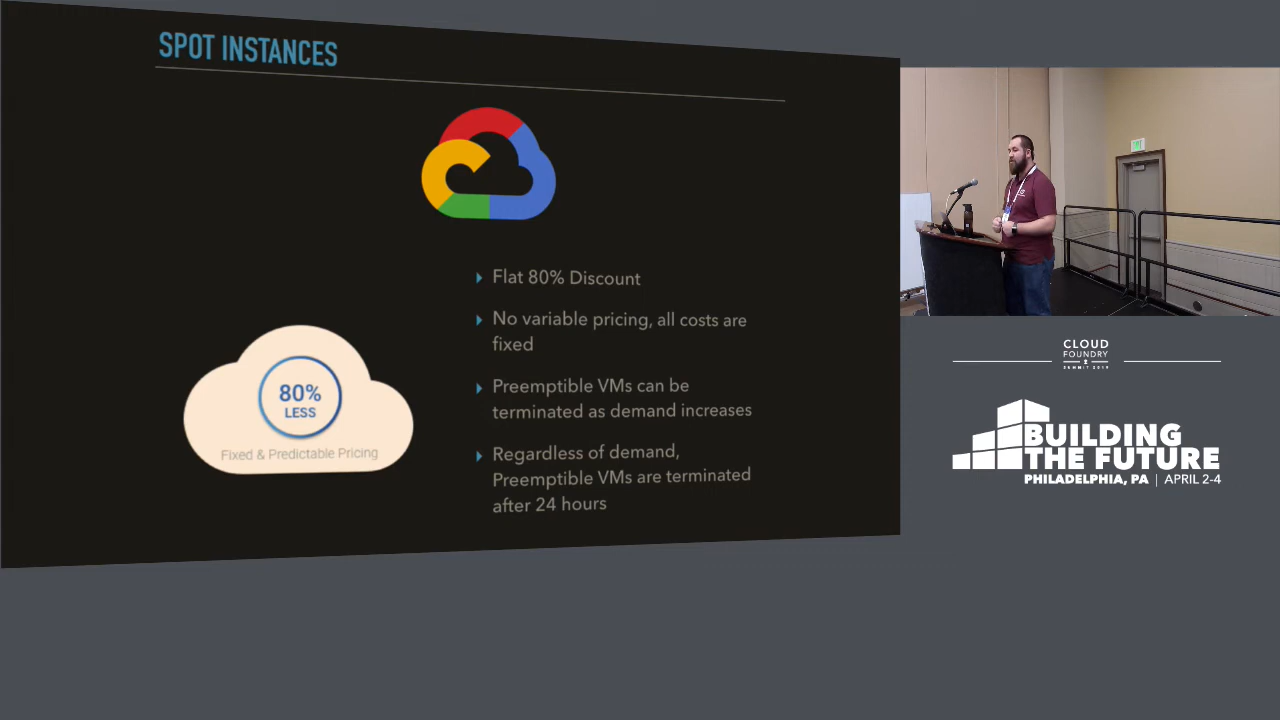 SPOT INSTANCES
Flat 80% Discount
No variable pricing, all costs are
fixed
Preemptible VMs can be
terminated as demand increases
Regardless of demand,
Preemptible VMs are terminated
after 24 hours
80%
LESS
Fixed & Predictable Pricing
CLOUD
FOUNDRY
SUMMIT 2019
BUILDING
THE FUTURE
PHILADELPHIA, PA | APRIL 2-4